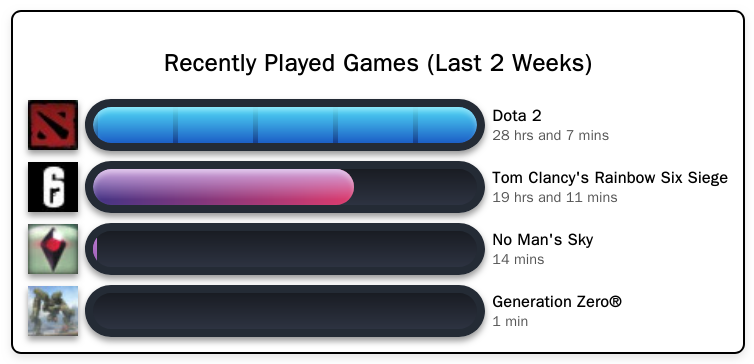 Recently Played Games (Last 2 Weeks)
Dota 2
28 hrs and 7 mins
Tom Clancy's Rainbow Six Siege
19 hrs and 11 mins
No Man's Sky
14 mins
Generation Zero®
1 min